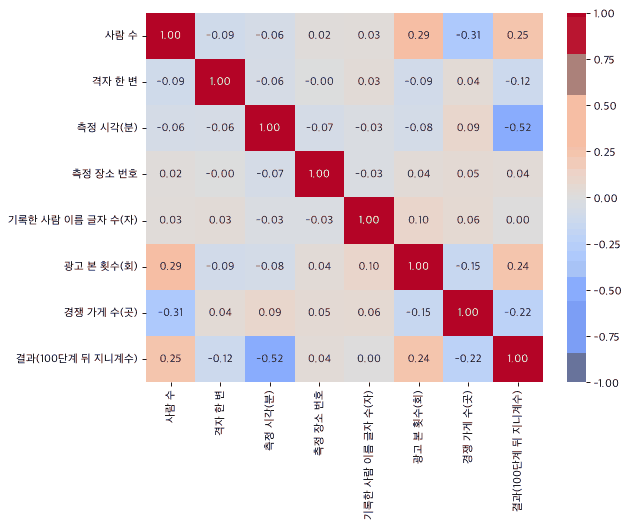 사람 수 1.00 -0.09 -0.06 0.02 0.03 0.29 -0.31 0.25
격자 한 변 -0.09 1.00 -0.06 -0.00 0.03 -0.09 0.04 -0.12
측정 시각(분) -0.06 -0.06 1.00 -0.07 -0.03 -0.08 0.09 -0.52
측정 장소 번호 0.02 -0.00 -0.07 1.00 -0.03 0.04 0.05 0.04
기록한 사람 이름 글자 수(자) 0.03 0.03 -0.03 -0.03 1.00 0.10 0.06 0.00
광고 본 횟수(회) 0.29 -0.09 -0.08 0.04 0.10 1.00 -0.15 0.24
경쟁 가게 수(곳) -0.31 0.04 0.09 0.05 0.06 -0.15 1.00 -0.22
결과(100단계 뒤 지니계수) 0.25 -0.12 -0.52 0.04 0.00 0.24 -0.22 1.00
사람 수
격자 한 변
측정 시각(분)
측정 장소 번호
기록한 사람 이름 글자 수(자)
광고 본 횟수(회)
경쟁 가게 수(곳)
결과(100단계 뒤 지니계수)
1.00
0.75
0.50
0.25
0.00
-0.25
-0.50
-0.75
-1.00